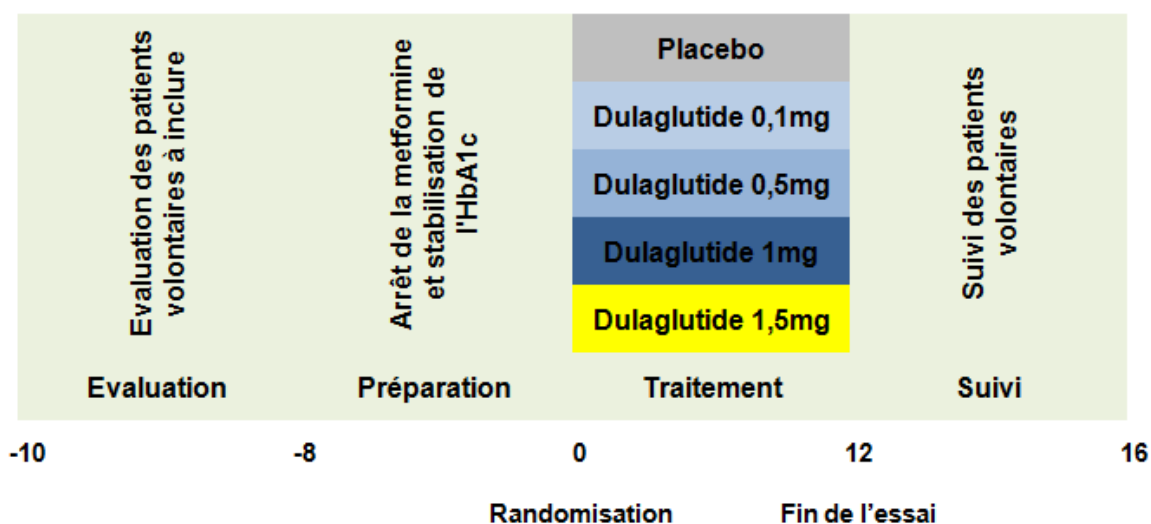 Evaluation des patients
volontaires à inclure
Arrêt de la metformine
et stabilisation de
l'HbA1c
Placebo
Dulaglutide 0,1mg
Dulaglutide 0,5mg
Dulaglutide 1mg
Dulaglutide 1,5mg
Suivi des patients
volontaires
Evaluation
Préparation
Traitement
Suivi
-10
-8
0
12
16
Randomisation
Fin de l’essai